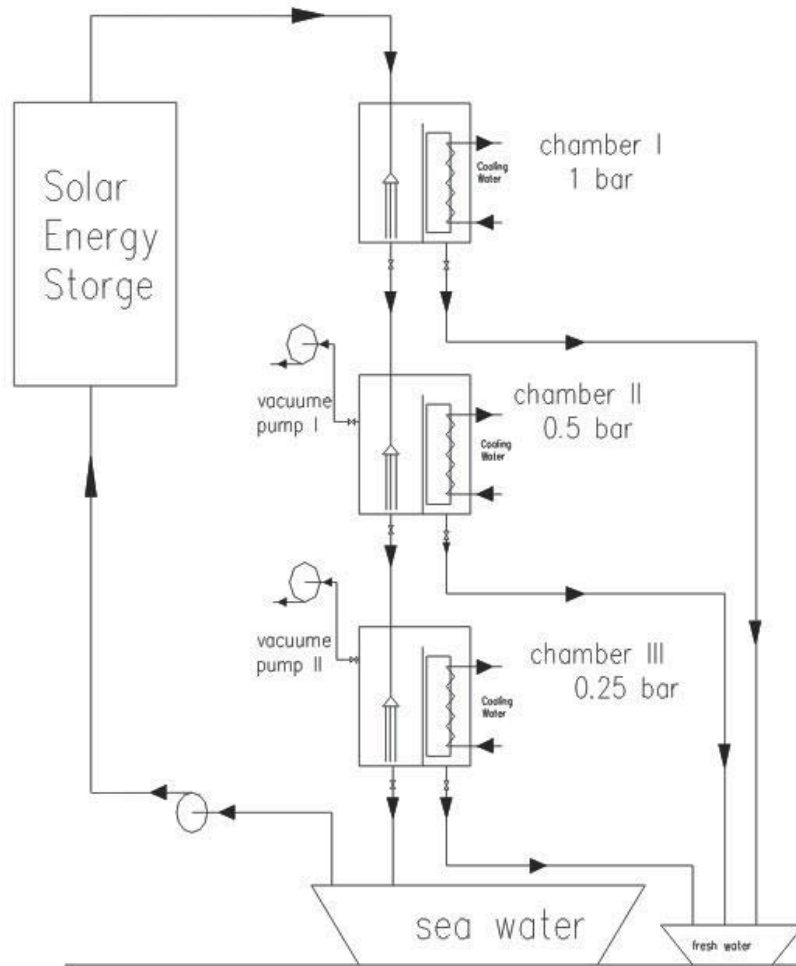 Solar
Energy
Storge
chamber I
1 bar
Cooling
Water
vacuume
pump I
chamber II
0.5 bar
Cooling
Water
vacuume
pump II
chamber III
0.25 bar
Cooling
Water
sea water
fresh water